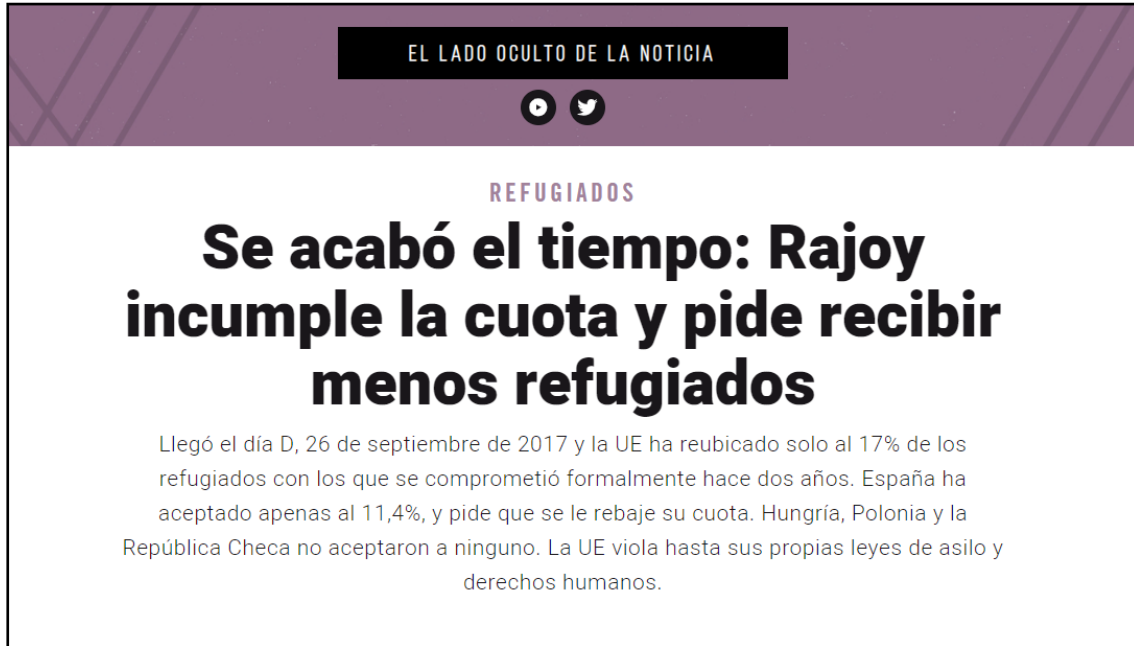 EL LADO OCULTO DE LA NOTICIA
REFUGIADOS
Se acabó el tiempo: Rajoy
incumple la cuota y pide recibir
menos refugiados
Llegó el día D, 26 de septiembre de 2017 y la UE ha reubicado solo al 17% de los
refugiados con los que se comprometió formalmente hace dos años. España ha
aceptado apenas al 11,4%, y pide que se le rebaje su cuota. Hungría, Polonia y la
República Checa no aceptaron a ninguno. La UE viola hasta sus propias leyes de asilo y
derechos humanos.